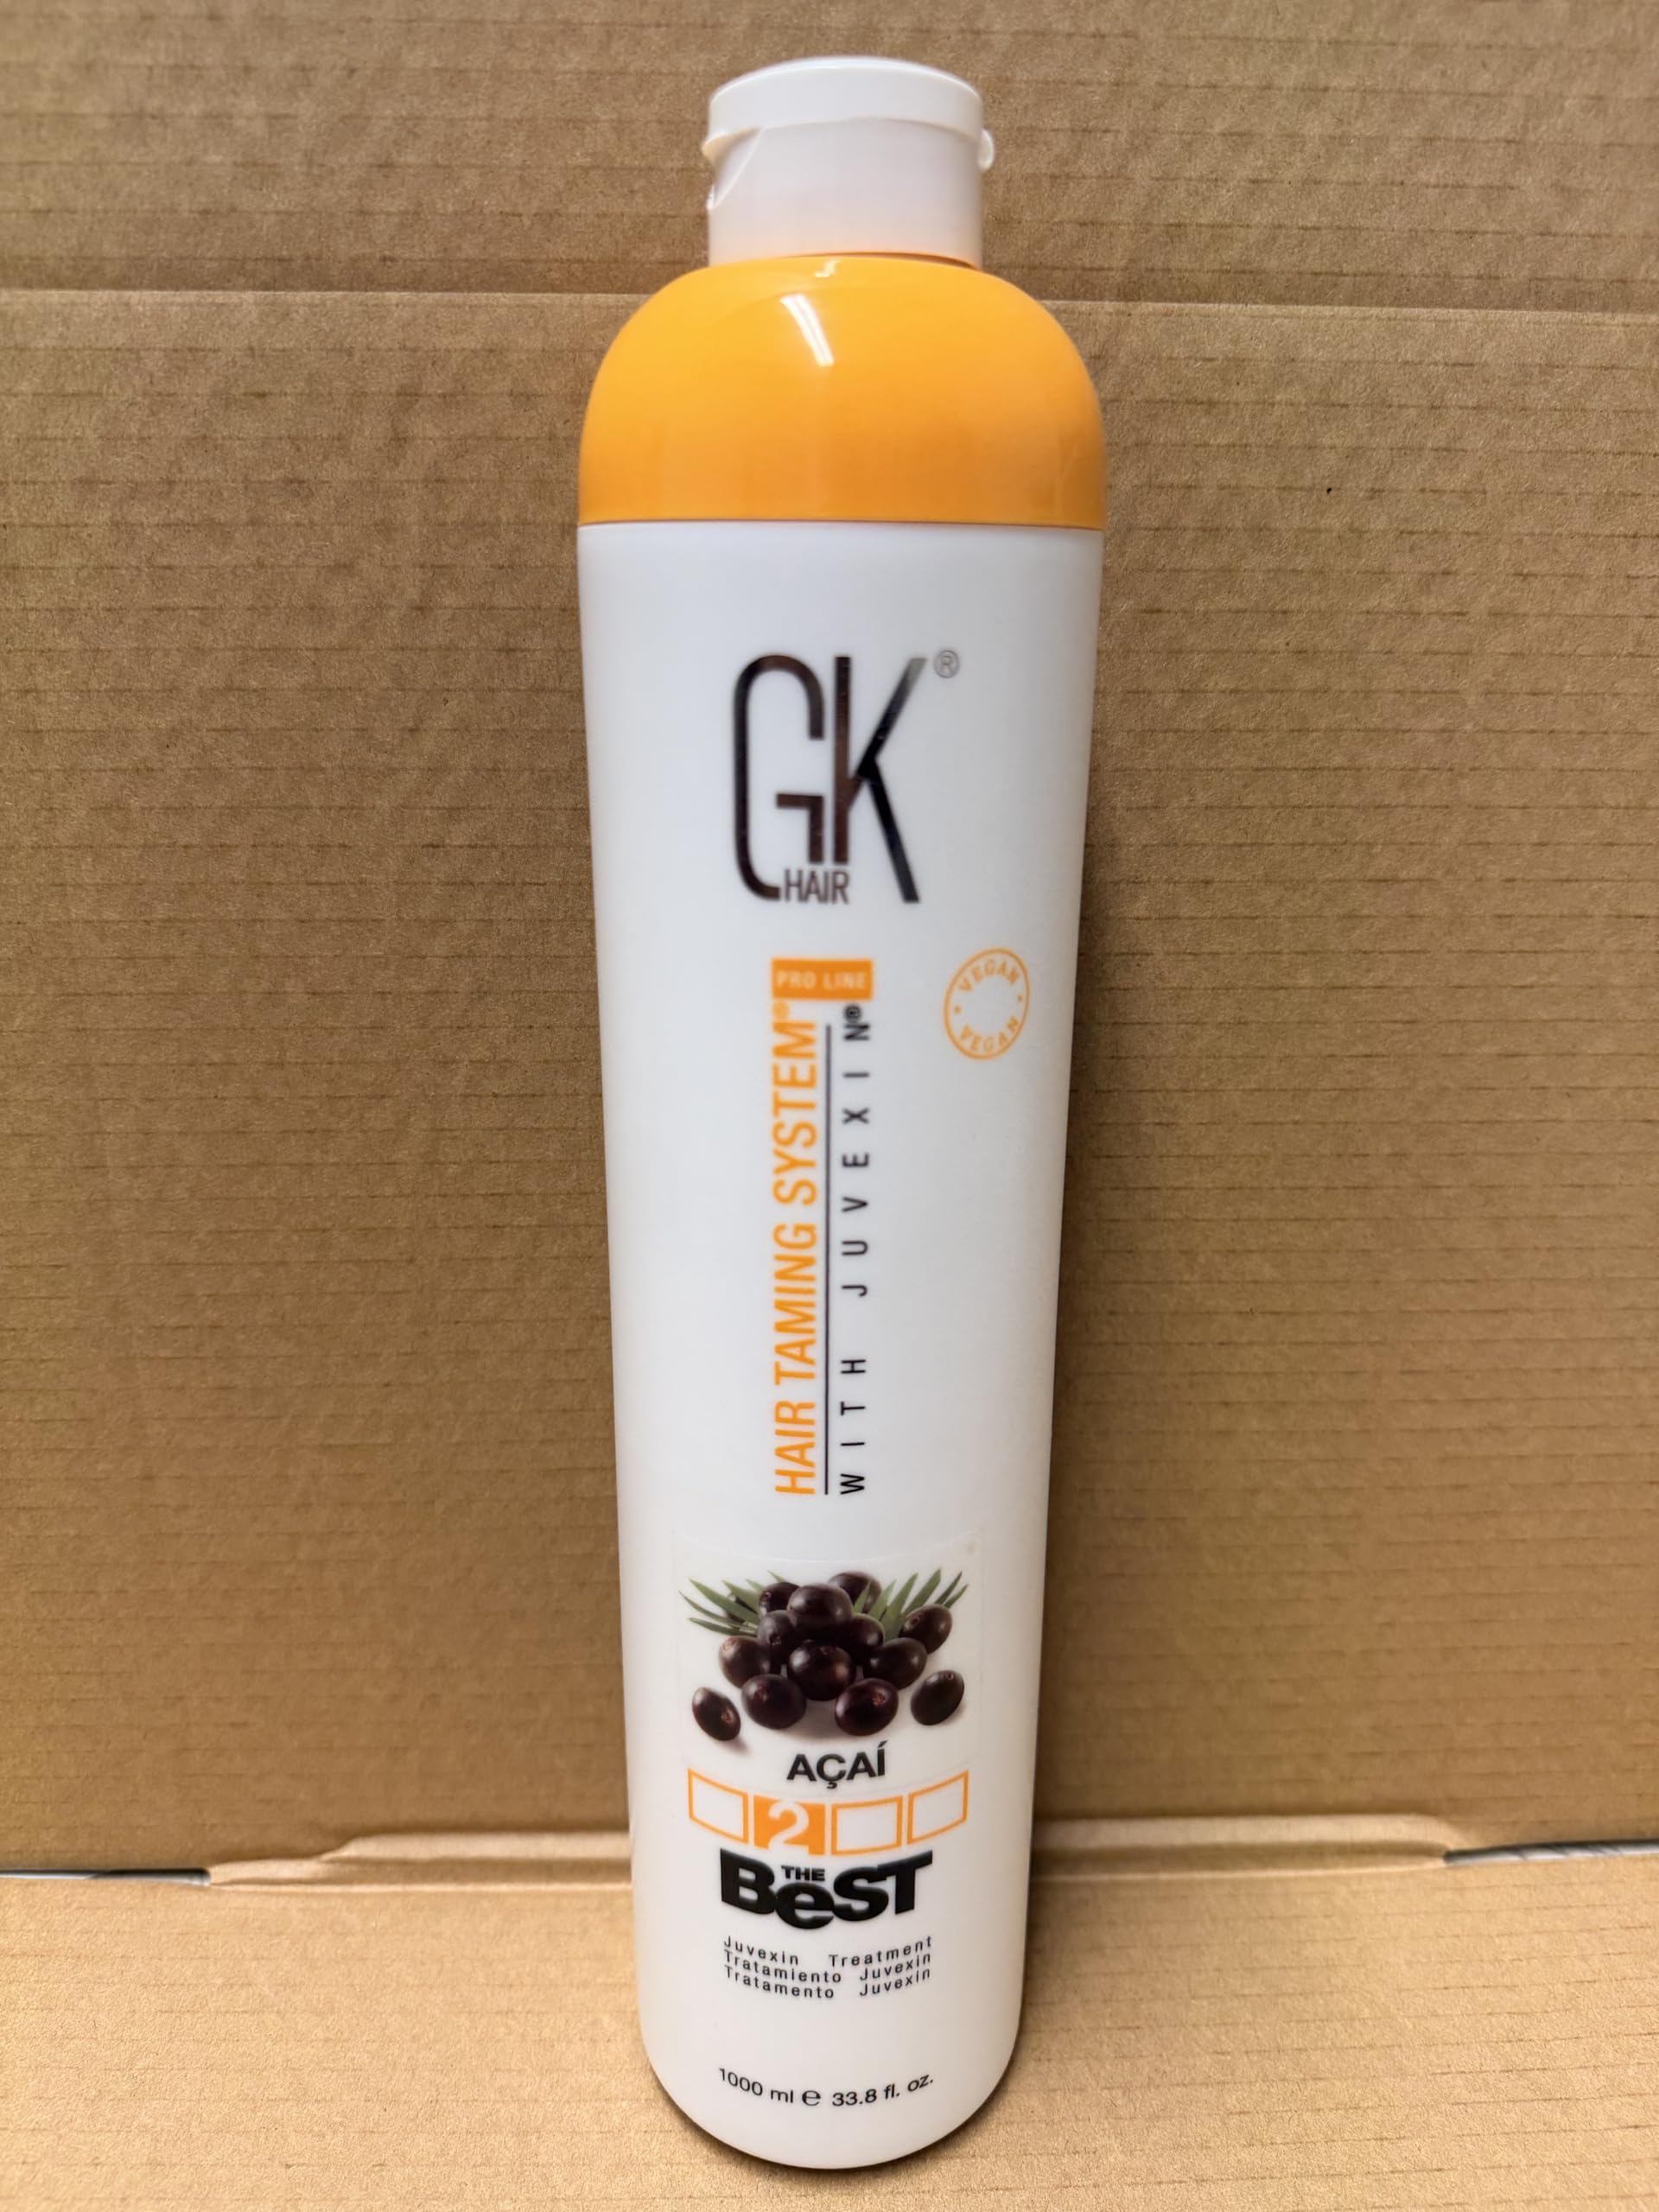 GK®
HAIR
PRO LINE
HAIR TAMING SYSTEM®
WITH JUVEXIN®
VEGAN
VEGAN
AÇAÍ
2
THE
BeST
Juvexin Treatment
Tratamiento Juvexin
Tratamento Juvexin
1000 ml e 33.8 fl. oz.